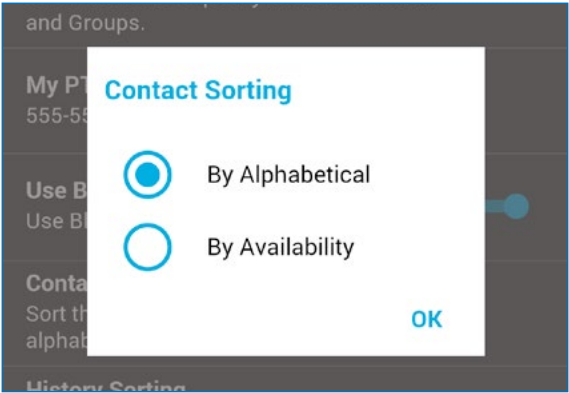 and Groups.
My PT
555-55
Contact Sorting
By Alphabetical
Use B
Use Bl
By Availability
Conta
Sort th
alphab
OK
History Sorting